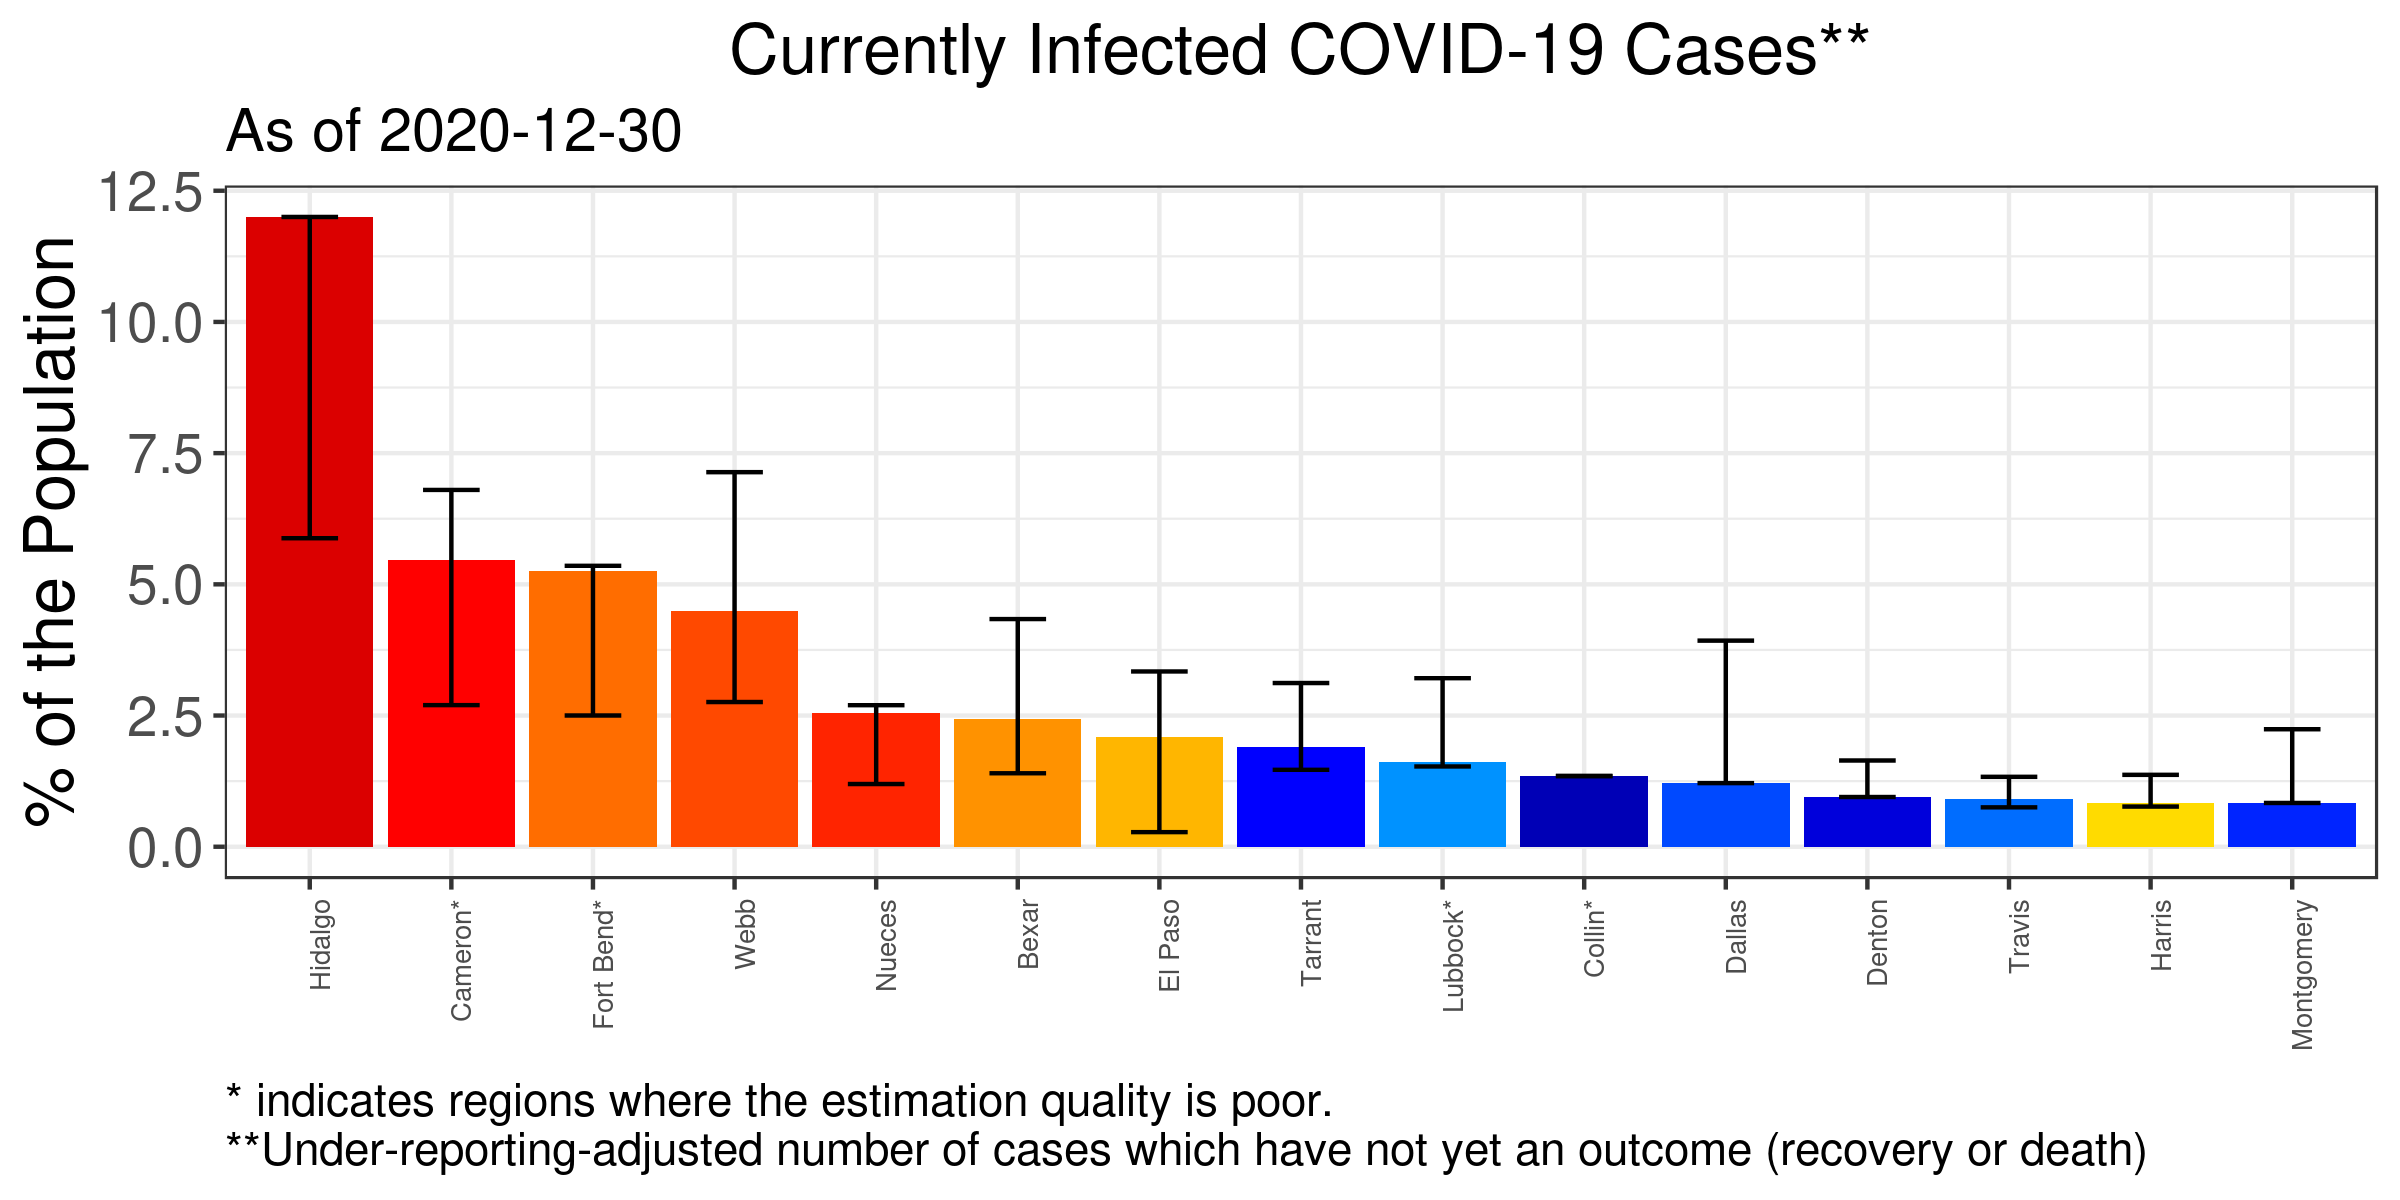 Currently Infected COVID-19 Cases**
As of 2020-12-30
% of the Population
12.5
10.0
7.5
5.0
2.5
0.0
Hidalgo
Cameron*
Fort Bend*
Webb
Nueces
Bexar
El Paso
Tarrant
Lubbock*
Collin*
Dallas
Denton
Travis
Harris
Montgomery
* indicates regions where the estimation quality is poor.
**Under-reporting-adjusted number of cases which have not yet an outcome (recovery or death)